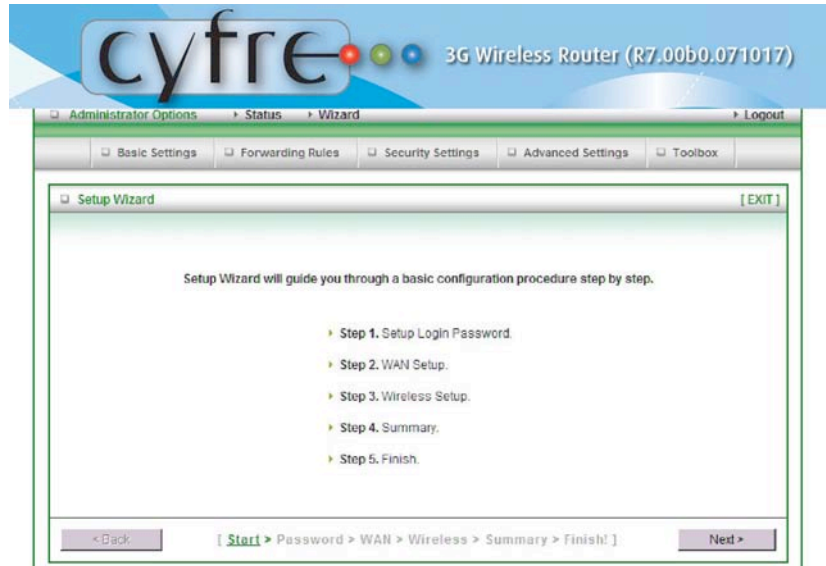 cyfre 3G Wireless Router (R7.00b0.071017)
Administrator Options Status Wizard Logout
Basic Settings Forwarding Rules Security Settings Advanced Settings Toolbox
Setup Wizard [ EXIT ]
Setup Wizard will guide you through a basic configuration procedure step by step.
Step 1. Setup Login Password.
Step 2. WAN Setup.
Step 3. Wireless Setup.
Step 4. Summary.
Step 5. Finish.
< Back [ Start > Password > WAN > Wireless > Summary > Finish! ] Next >